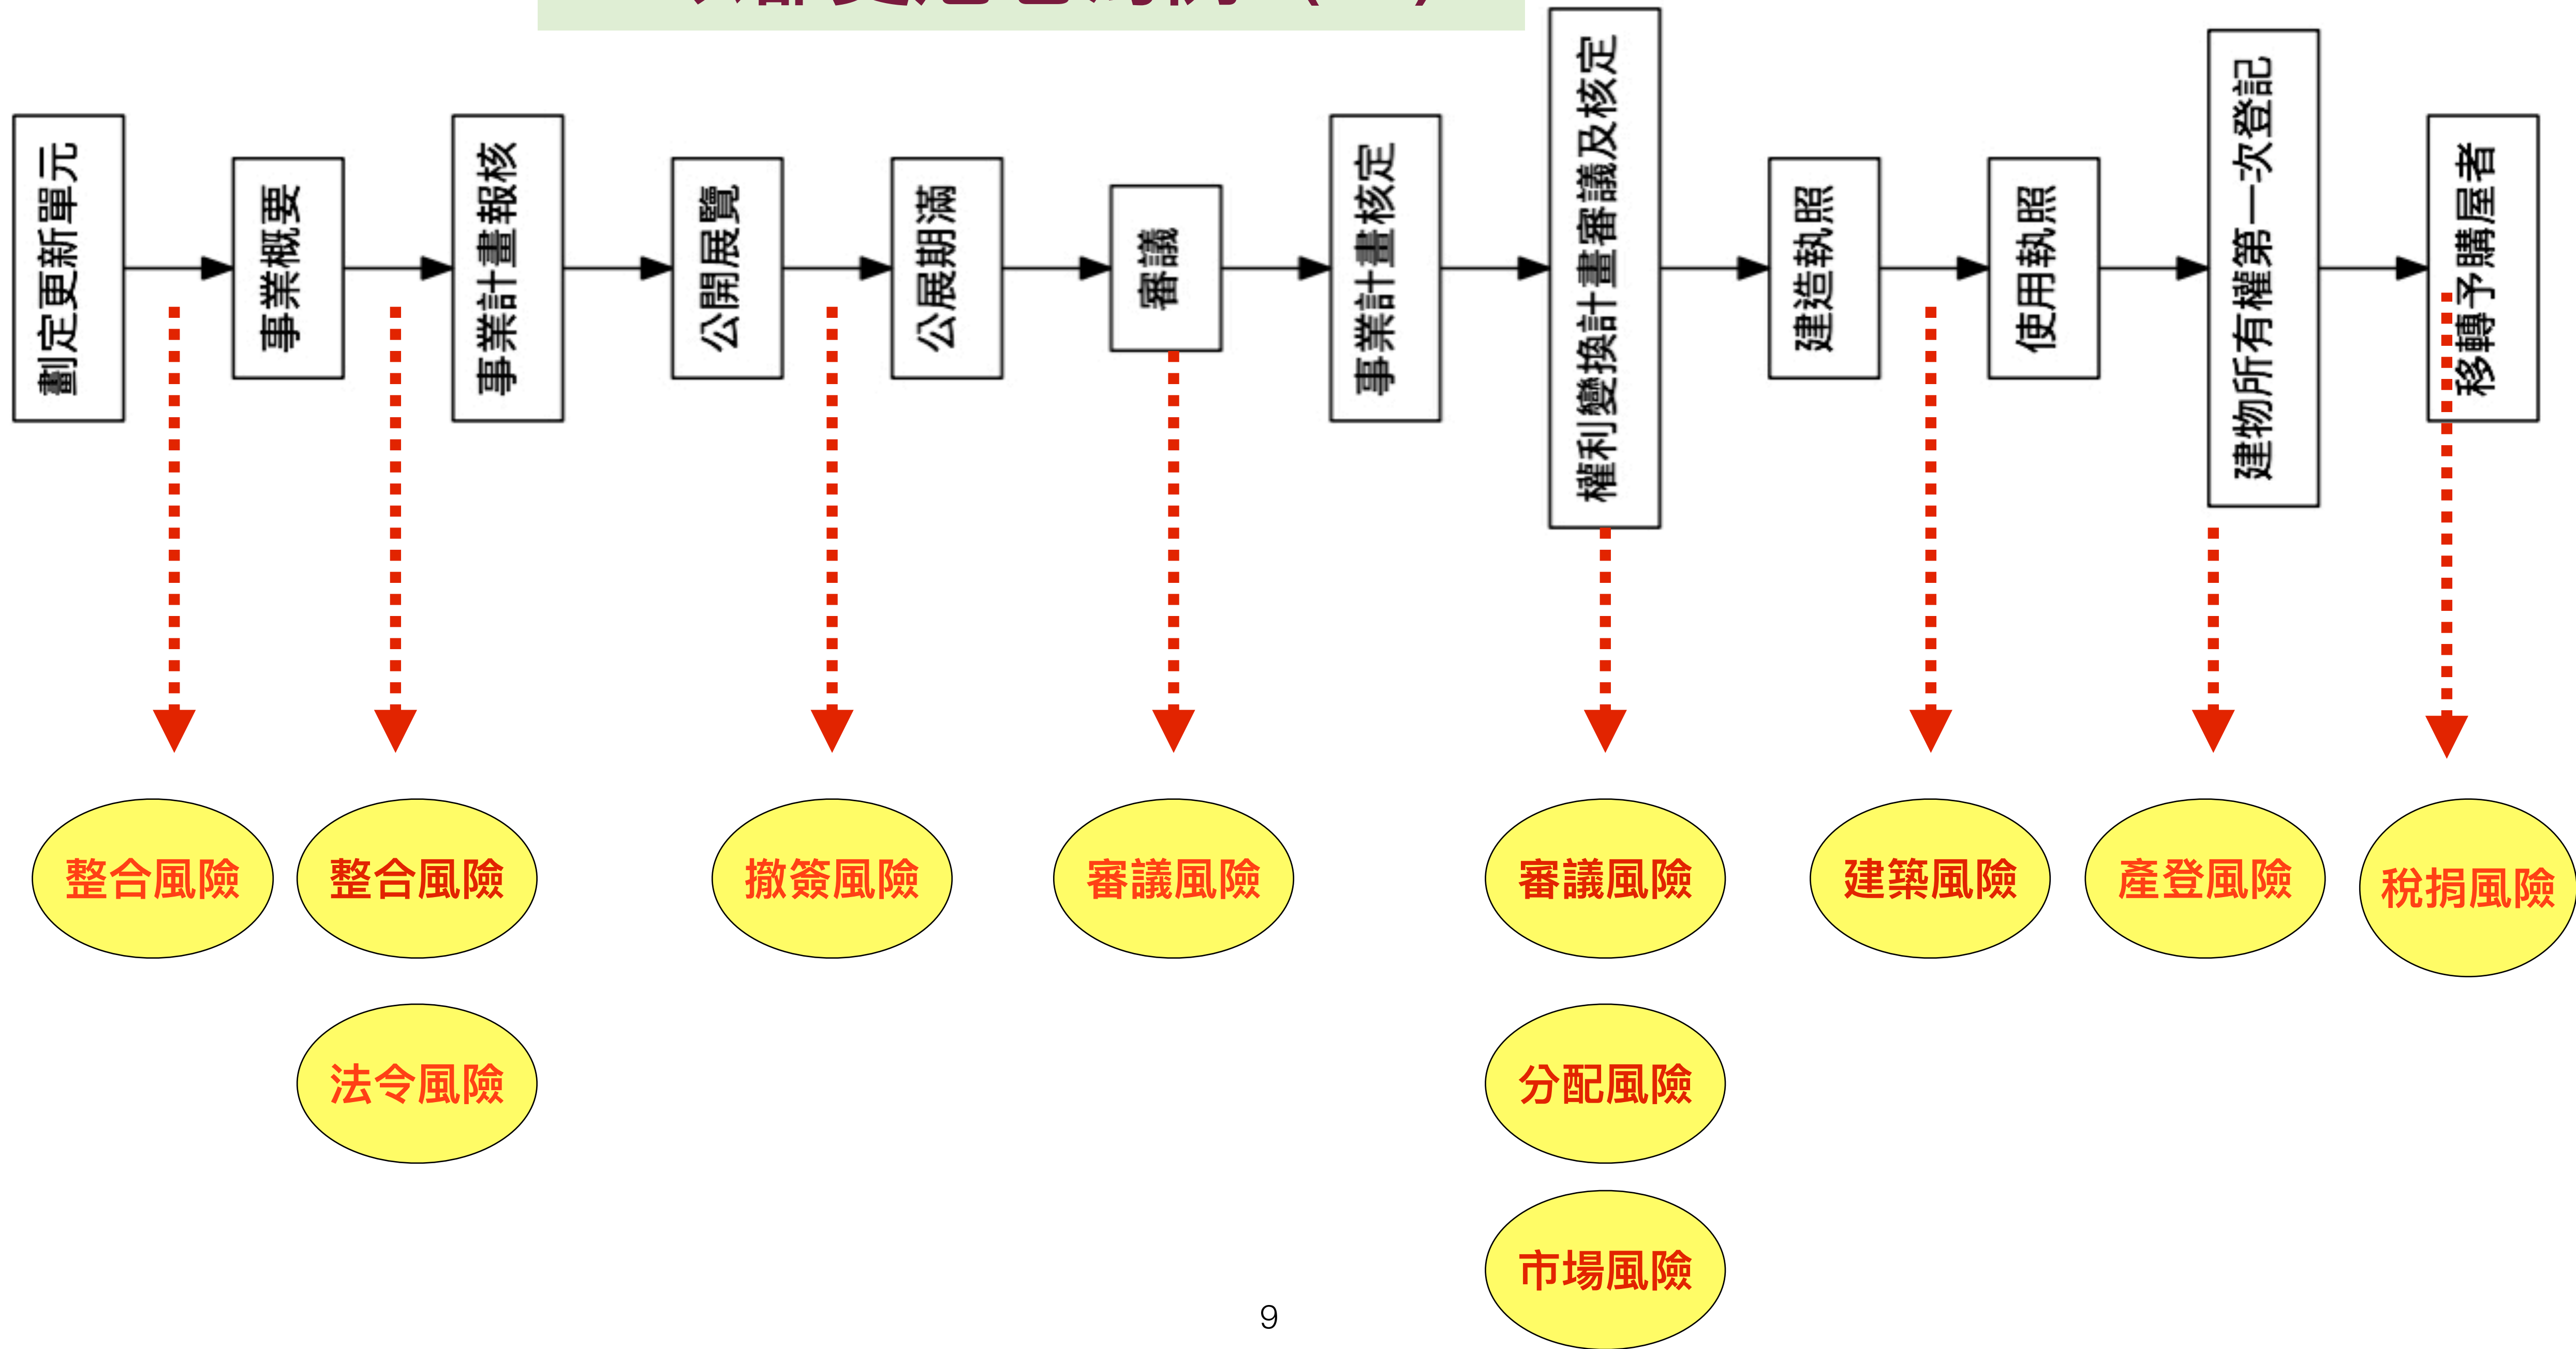 劃定更新單元
事業概要
事業計畫報核
公開展覽
公展期滿
審議
事業計畫核定
權利變換計畫審議及核定
建造執照
使用執照
建物所有權第一次登記
移轉予購屋者
整合風險
整合風險
撤簽風險
審議風險
審議風險
建築風險
產登風險
稅捐風險
法令風險
分配風險
市場風險
9